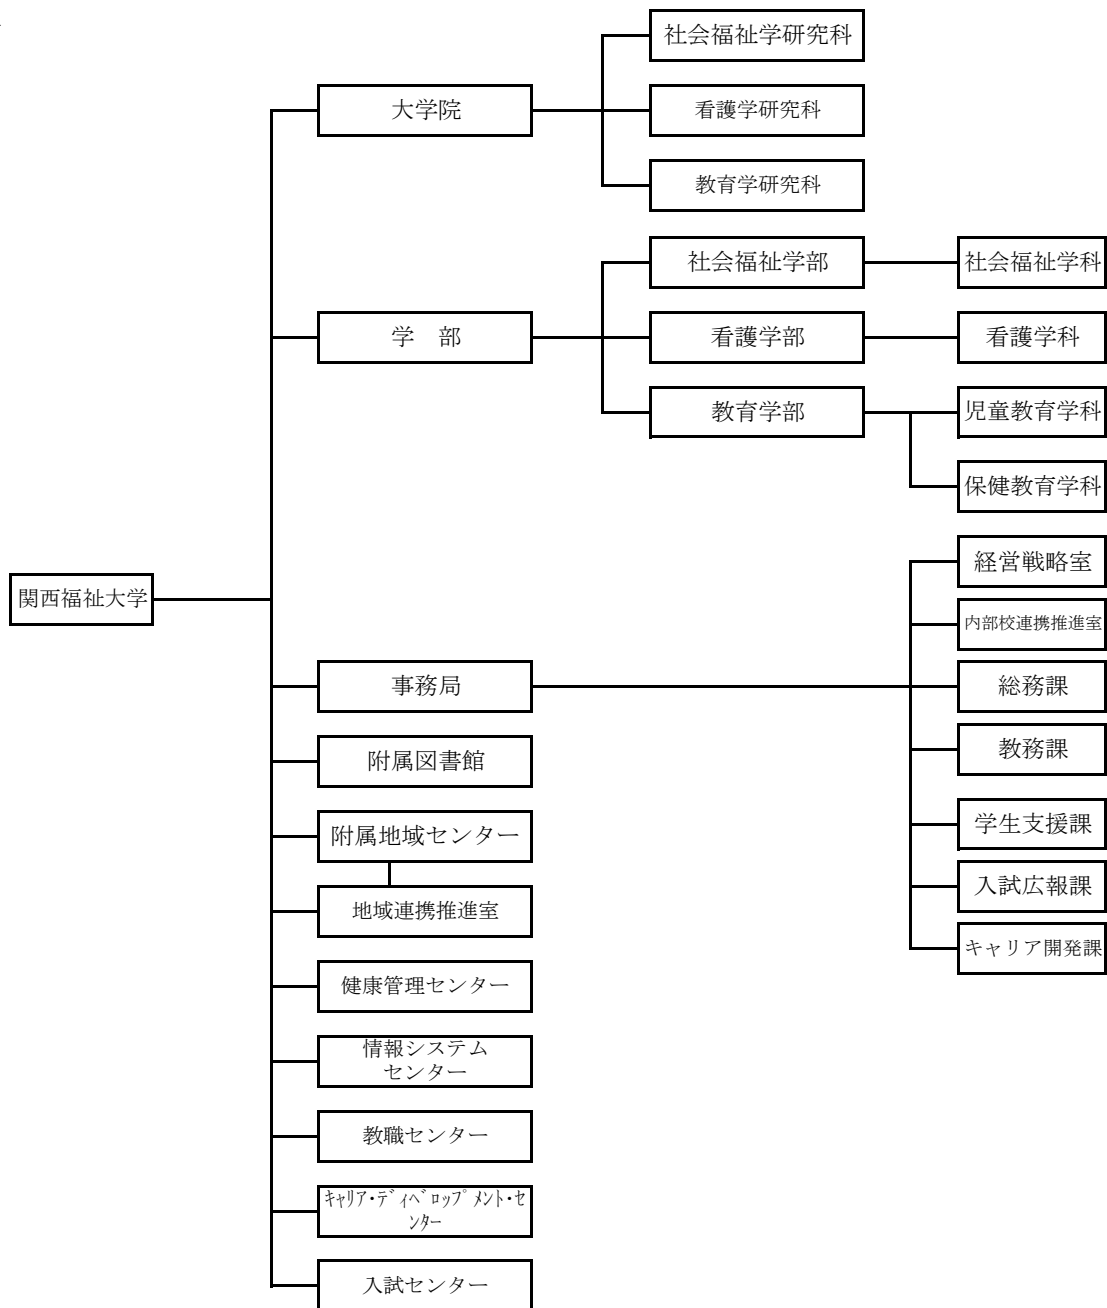 社会福祉学研究科
大学院
看護学研究科
教育学研究科
社会福祉学部
社会福祉学科
学　部
看護学部
看護学科
教育学部
児童教育学科
保健教育学科
経営戦略室
関西福祉大学
内部校連携推進室
事務局
総務課
附属図書館
教務課
附属地域センター
学生支援課
入試広報課
地域連携推進室
キャリア開発課
健康管理センター
情報システム
センター
教職センター
ｷｬﾘｱ・ﾃﾞｨﾍﾞﾛｯﾌﾟﾒﾝﾄ・ｾ
ﾝﾀｰ
入試センター